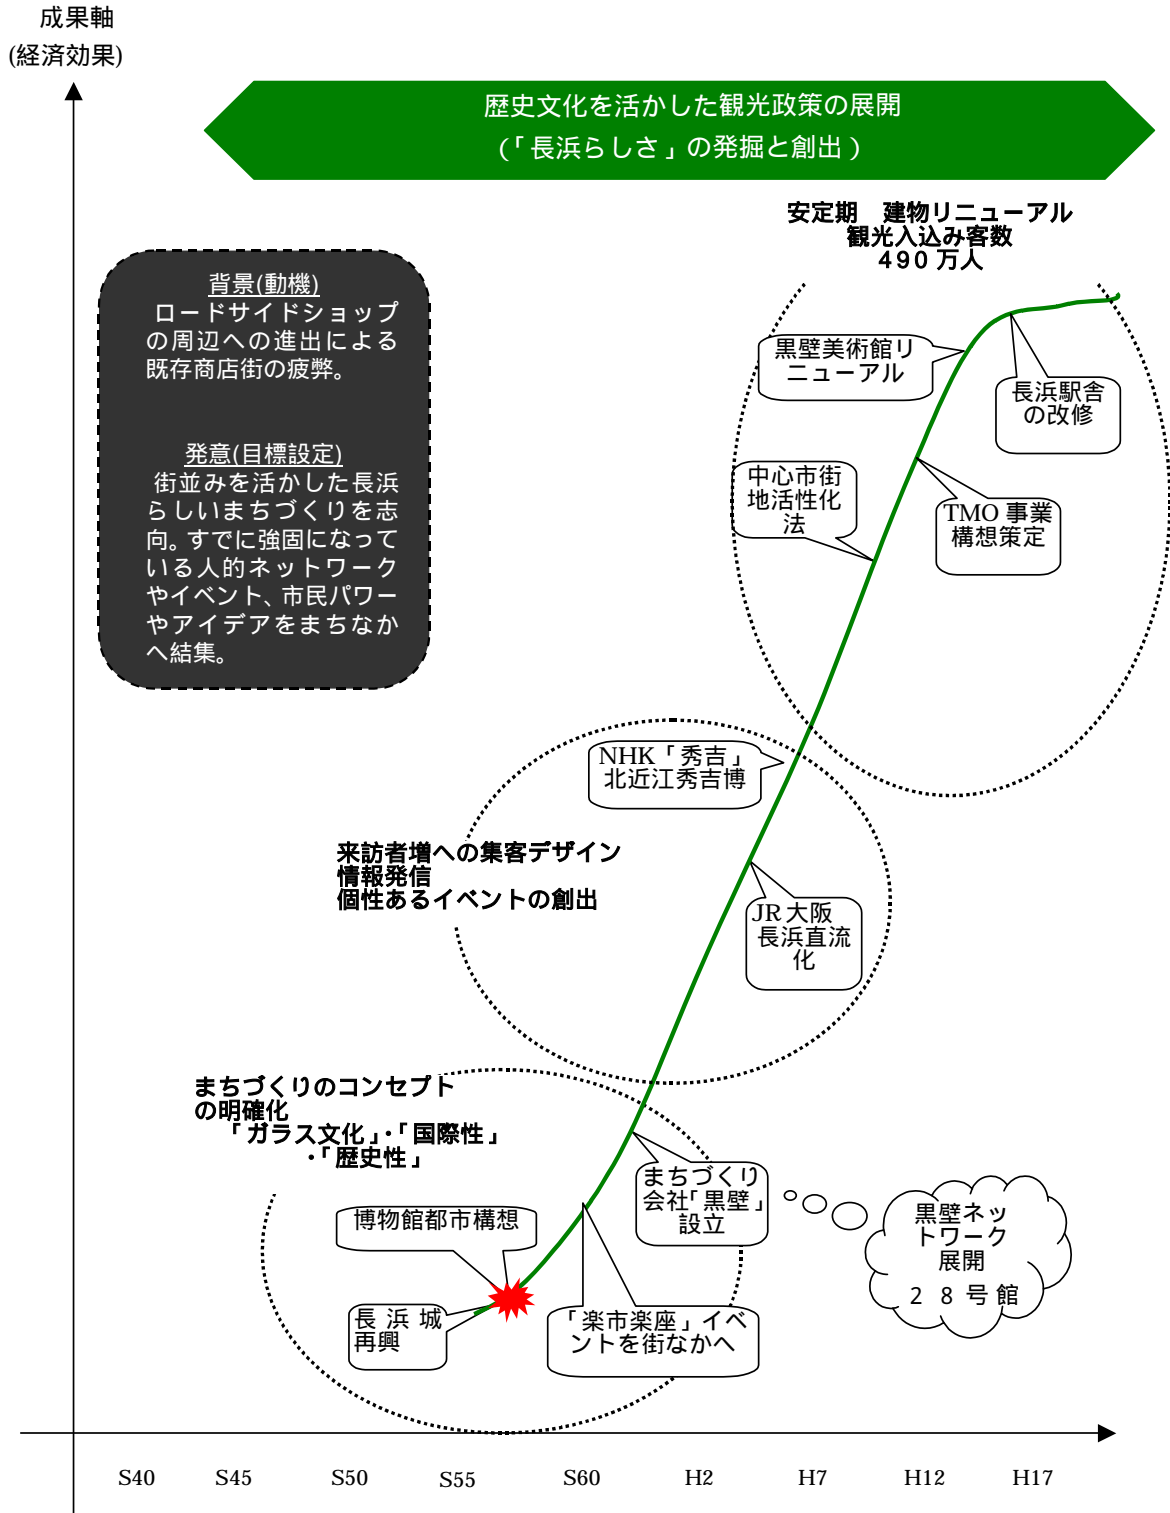 成果軸
(経済効果)
歴史文化を活かした観光政策の展開
(「長浜らしさ」の発掘と創出)
安定期　建物リニューアル
観光入込み客数
490万人
背景(動機)
ロードサイドショップ
の周辺への進出による
既存商店街の疲弊。
発意(目標設定)
街並みを活かした長浜
らしいまちづくりを志
向。すでに強固になって
いる人的ネットワーク
やイベント、市民パワー
やアイデアをまちなか
へ結集。
黒壁美術館リ
ニューアル
長浜駅舎
の改修
中心市街
地活性化
法
TMO 事業
構想策定
NHK「秀吉」
北近江秀吉博
来訪者増への集客デザイン
情報発信
個性あるイベントの創出
JR 大阪
長浜直流
化
まちづくりのコンセプト
の明確化
「ガラス文化」・「国際性」
・「歴史性」
まちづくり
会社「黒壁」
設立
博物館都市構想
黒壁ネッ
トワーク
展開
２８号館
長浜城
再興
「楽市楽座」イベ
ントを街なかへ
S40 S45 S50 S55 S60 H2 H7 H12 H17